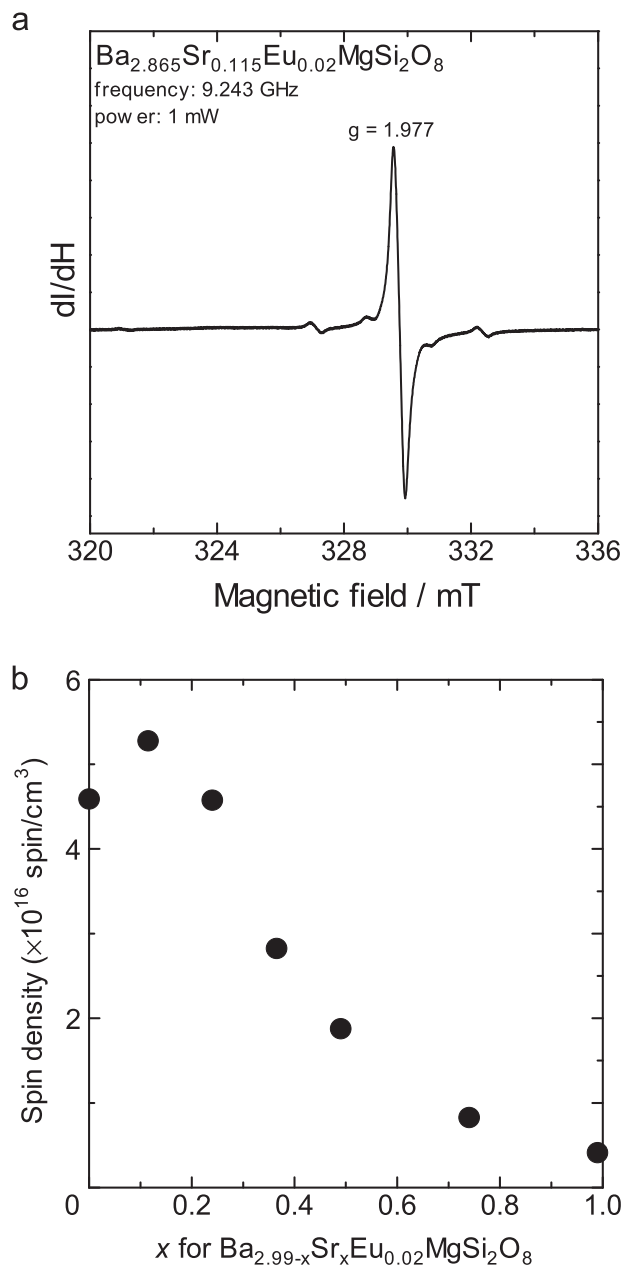 a
Ba2.865Sr0.115Eu0.02MgSi2O8
frequency: 9.243 GHz
power: 1 mW
g = 1.977
dI/dH
320 324 328 332 336
Magnetic field / mT
b
6
4
2
0
Spin density (×10^16 spin/cm^3)
0.2 0.4 0.6 0.8 1.0
x for Ba2.99-xSrxEu0.02MgSi2O8